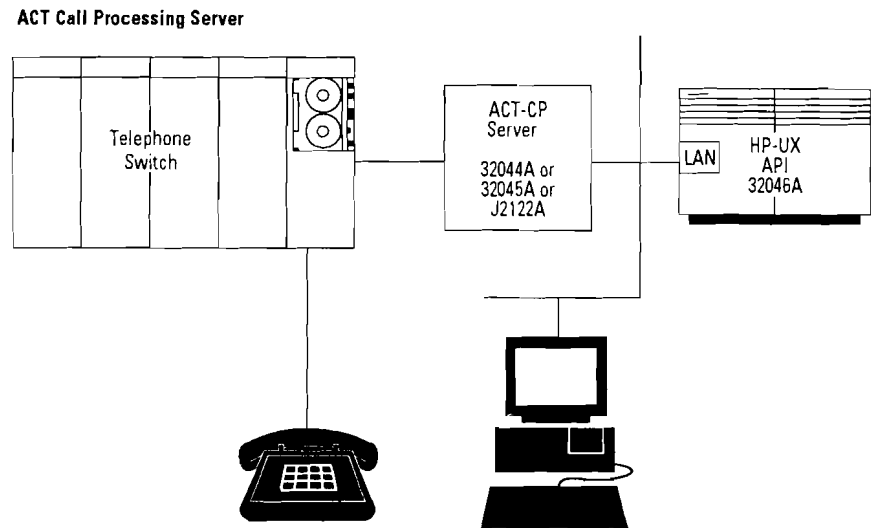 ACT Call Processing Server
Telephone
Switch
ACT-CP
Server
32044A or
32045A or
J2122A
LAN
HP-UX
API
32046A